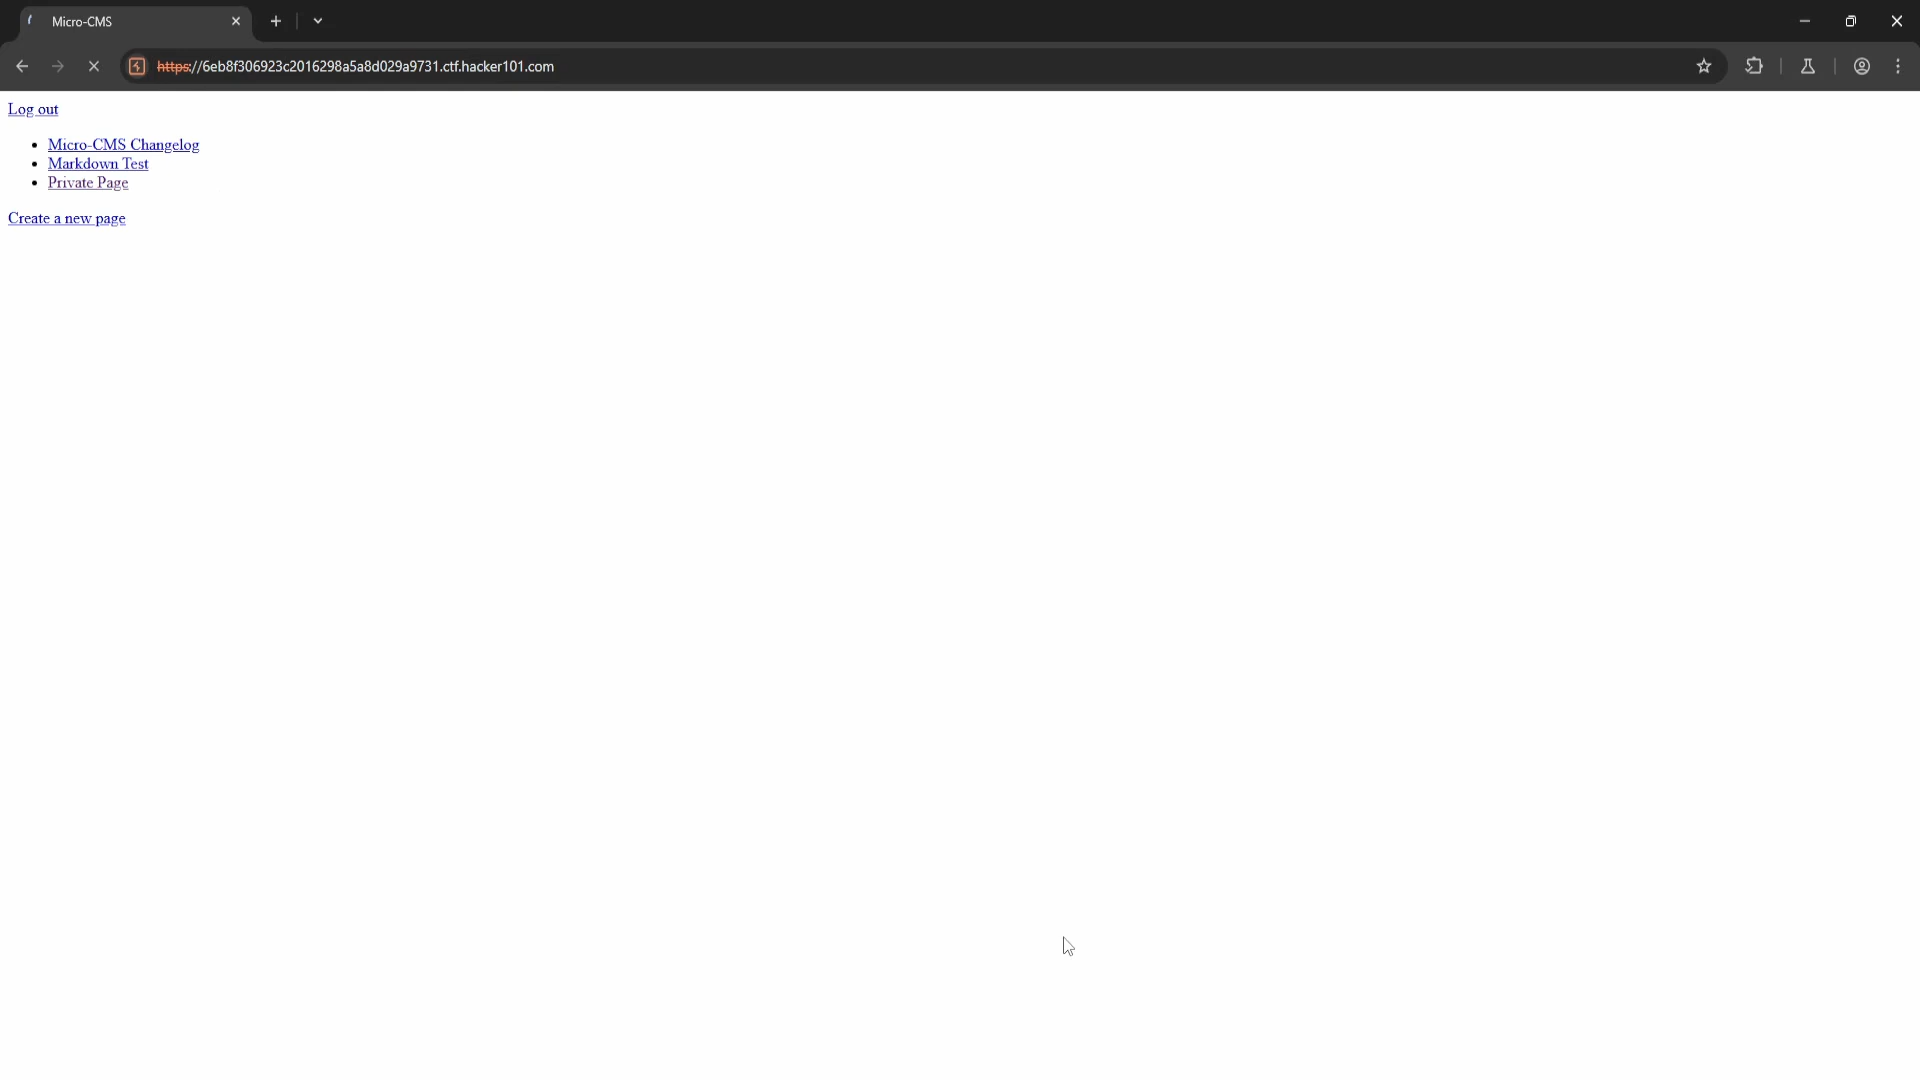 Micro-CMS
https://6eb8f306923c2016298a5a8d029a9731.ctf.hacker101.com
Log out
Micro-CMS Changelog
Markdown Test
Private Page
Create a new page